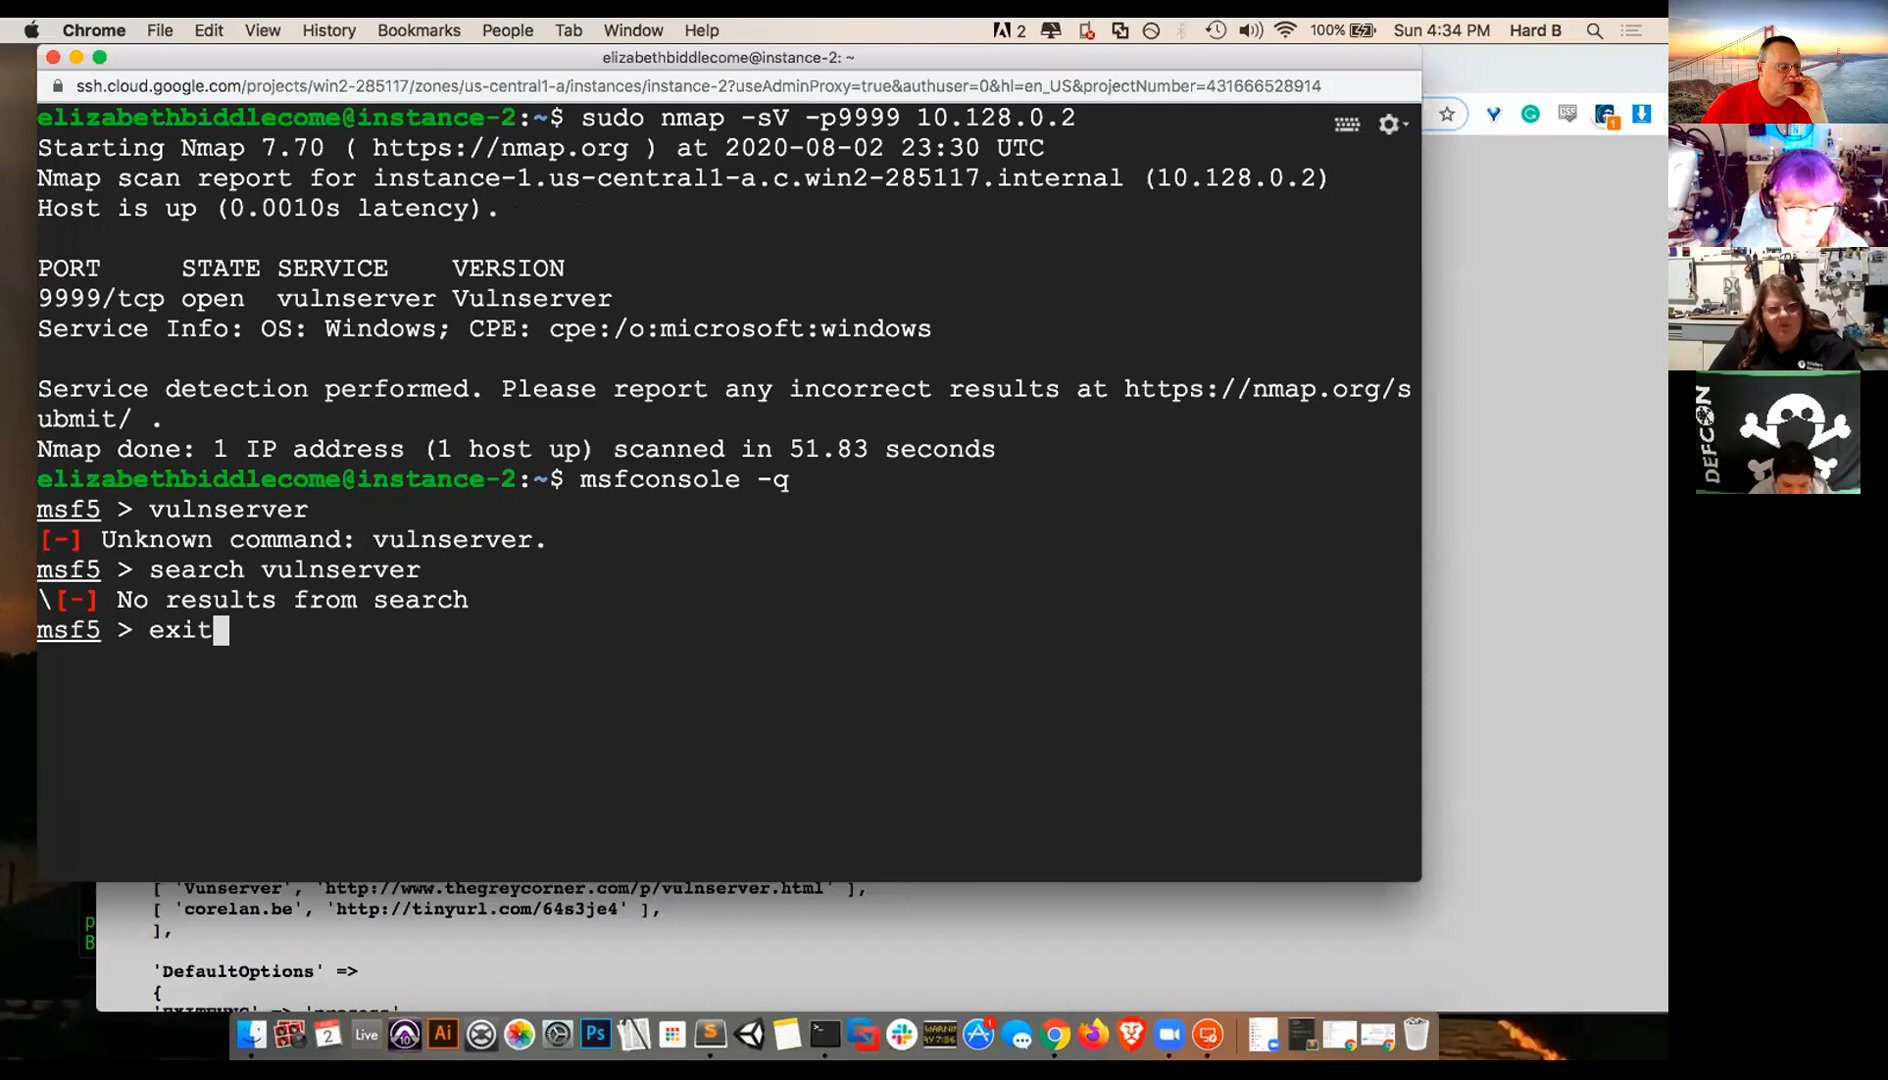 Chrome File Edit View History Bookmarks People Tab Window Help 2 100% Sun 4:34 PM Hard B
elizabethbiddlecome@instance-2: ~
ssh.cloud.google.com/projects/win2-285117/zones/us-central1-a/instances/instance-2?useAdminProxy=true&authuser=0&hl=en_US&projectNumber=431666528914
elizabethbiddlecome@instance-2:~$ sudo nmap -sV -p9999 10.128.0.2
Starting Nmap 7.70 ( https://nmap.org ) at 2020-08-02 23:30 UTC
Nmap scan report for instance-1.us-central1-a.c.win2-285117.internal (10.128.0.2)
Host is up (0.0010s latency).
PORT     STATE SERVICE    VERSION
9999/tcp open  vulnserver Vulnserver
Service Info: OS: Windows; CPE: cpe:/o:microsoft:windows
Service detection performed. Please report any incorrect results at https://nmap.org/s
ubmit/ .
Nmap done: 1 IP address (1 host up) scanned in 51.83 seconds
elizabethbiddlecome@instance-2:~$ msfconsole -q
msf5 > vulnserver
[-] Unknown command: vulnserver.
msf5 > search vulnserver
\[-] No results from search
msf5 > exit
[ 'Vunserver', 'http://www.thegreycorner.com/p/vulnserver.html' ],
[ 'corelan.be', 'http://tinyurl.com/64s3je4' ],
],
p
B
'DefaultOptions' =>
{
DEFCON
AUG 2 Live 10 Ai Ps S 1